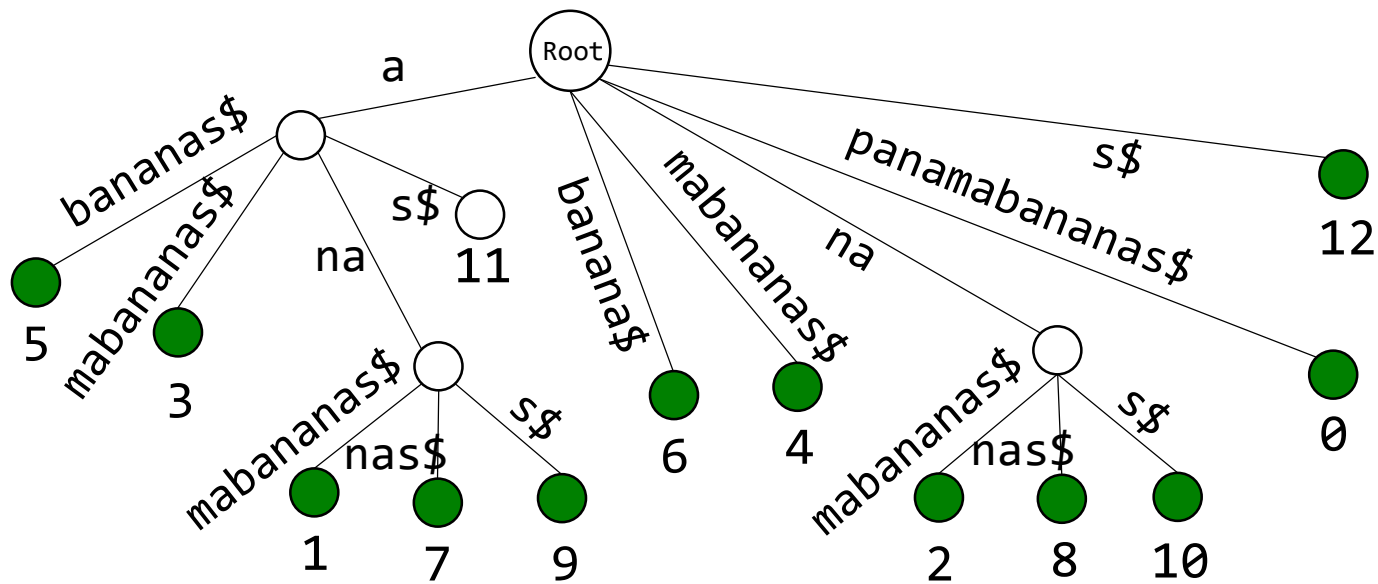 Root
a
bananas$
mabananas$
na
s$
11
5
3
mabananas$
nas$
s$
1
7
9
banana$
6
mabananas$
4
na
mabananas$
nas$
s$
2
8
10
panamabananas$
0
s$
12